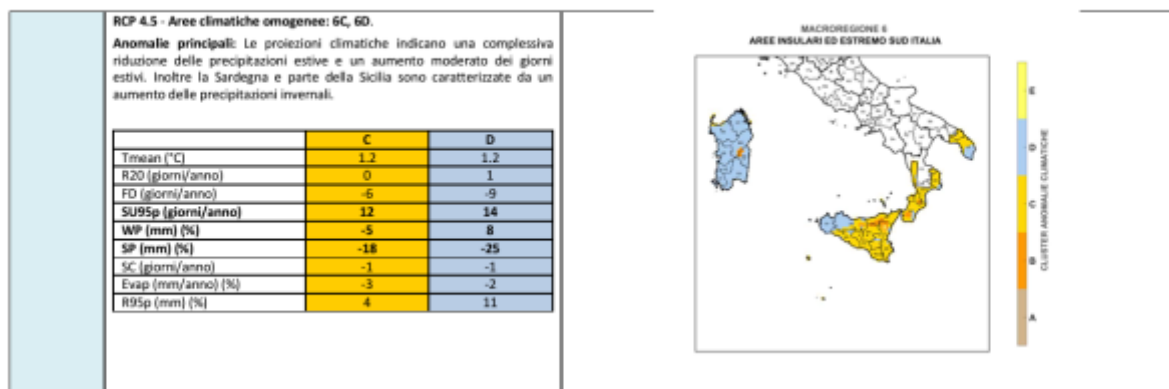 RCP 4.5 - Aree climatiche omogenee: 6C, 6D.
Anomalie principali: Le proiezioni climatiche indicano una complessiva
riduzione delle precipitazioni estive e un aumento moderato dei giorni
estivi. Inoltre la Sardegna e parte della Sicilia sono caratterizzate da un
aumento delle precipitazioni invernali.
C D
Tmean (°C) 1.2 1.2
R20 (giorni/anno) 0 1
FD (giorni/anno) -6 -9
SU95p (giorni/anno) 12 14
WP (mm) (%) -5 8
SP (mm) (%) -18 -25
SC (giorni/anno) -1 -1
Evap (mm/anno) (%) -3 -2
R95p (mm) (%) 4 11
MACROREGIONE 6
AREE INSULARI ED ESTREMO SUD ITALIA
E
D
C
B
A
CLUSTER ANOMALIE CLIMATICHE